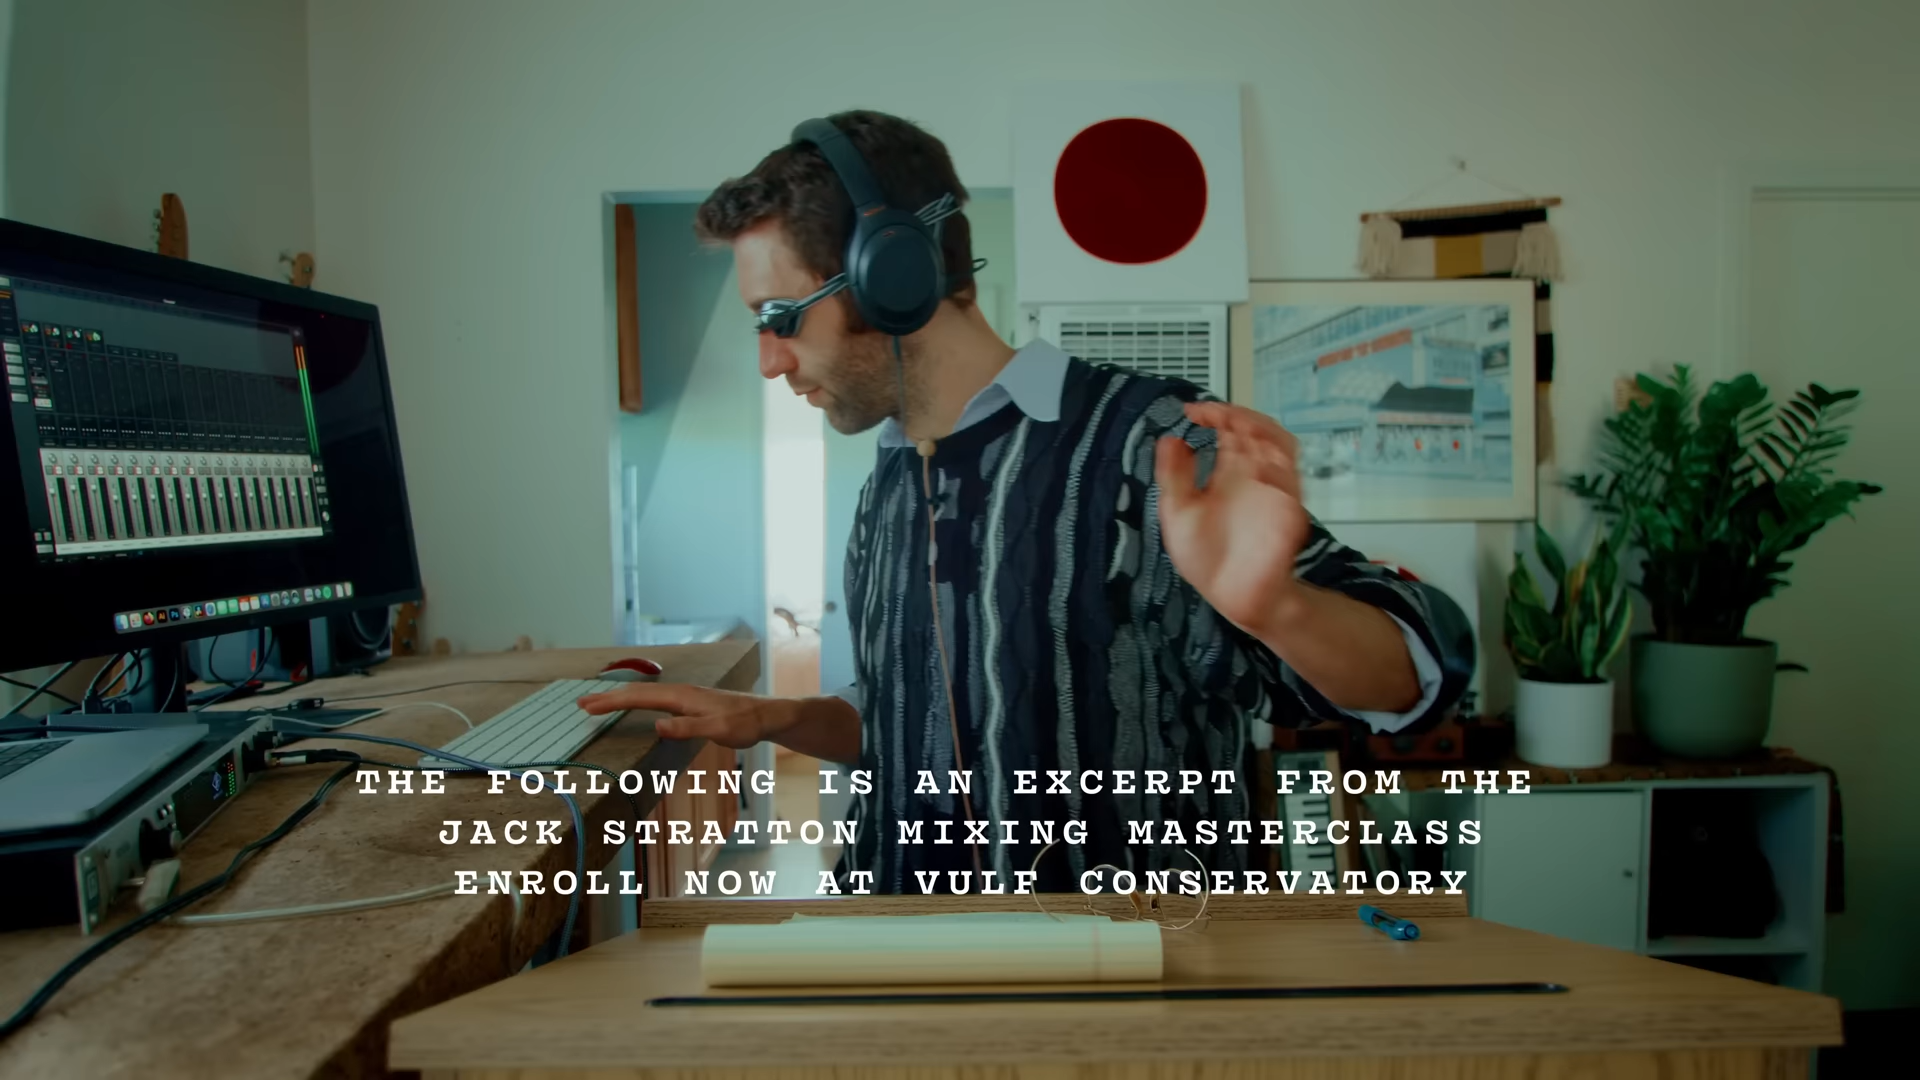 THE FOLLOWING IS AN EXCERPT FROM THE
JACK STRATTON MIXING MASTERCLASS
ENROLL NOW AT VULF CONSERVATORY